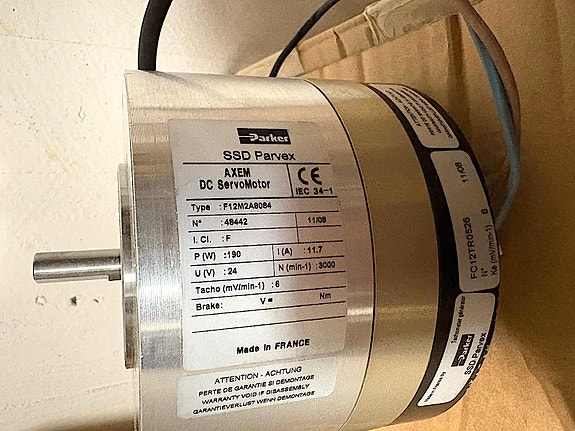 Parker
SSD Parvex
AXEM
DC ServoMotor
CE
IEC 34-1
Type : F12M2A8084
N° : 48442 11/08
I. Cl. : F
P (W) :190 I (A) : 11.7
U (V) : 24 N (min-1) : 3000
Tacho (mV/min-1) : 6
Brake: V = Nm
Made in FRANCE
ATTENTION - ACHTUNG
PERTE DE GARANTIE SI DEMONTAGE
WARRANTY VOID IF DISASSEMBLY
GARANTIEVERLUST WENN DEMONTAGE
FC12TR0526
N° 11/08
Ke (mV/min-1) 6
Parker
SSD Parvex
Tachometer generator